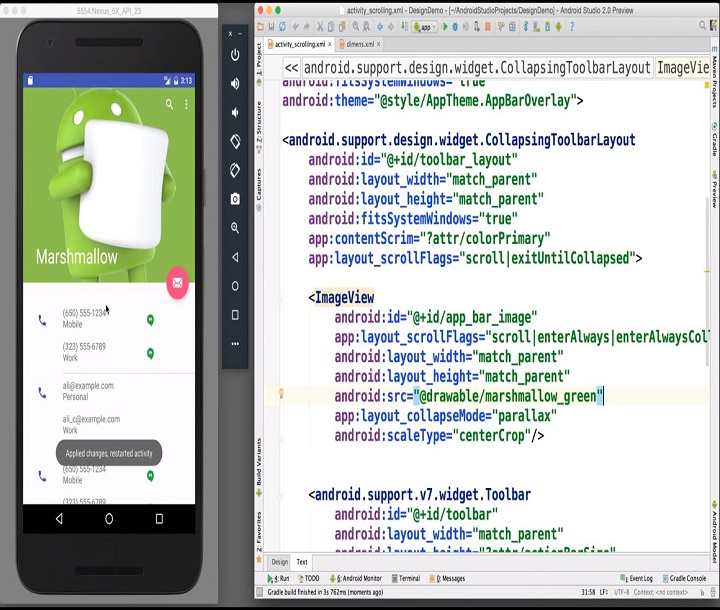 5554:Nexus_5X_API_23
3:13
Marshmallow
(650) 555-1234
Mobile
(323) 555-6789
Work
ali@example.com
Personal
ali_c@example.com
Work
Applied changes, restarted activity
(650) 555-1234
Mobile
(323) 555-6789
activity_scrolling.xml - DesignDemo - [~/AndroidStudioProjects/DesignDemo] - Android Studio 2.0 Preview
app
activity_scrolling.xml
dimens.xml
<< android.support.design.widget.CollapsingToolbarLayout ImageVie
android:fitsSystemWindows="true"
android:theme="@style/AppTheme.AppBarOverlay">
<android.support.design.widget.CollapsingToolbarLayout
android:id="@+id/toolbar_layout"
android:layout_width="match_parent"
android:layout_height="match_parent"
android:fitsSystemWindows="true"
app:contentScrim="?attr/colorPrimary"
app:layout_scrollFlags="scroll|exitUntilCollapsed">
<ImageView
android:id="@+id/app_bar_image"
app:layout_scrollFlags="scroll|enterAlways|enterAlwaysCol
android:layout_width="match_parent"
android:layout_height="match_parent"
android:src="@drawable/marshmallow_green"
app:layout_collapseMode="parallax"
android:scaleType="centerCrop"/>
<android.support.v7.widget.Toolbar
android:id="@+id/toolbar"
android:layout_width="match_parent"
android:layout_height="?attr/actionBarSize"
1: Project
7: Structure
Captures
Build Variants
2: Favorites
Maven Projects
Gradle
Preview
Android Model
Design
Text
4: Run
TODO
6: Android Monitor
Terminal
0: Messages
1 Event Log
Gradle Console
Gradle build finished in 3s 762ms (moments ago)
31:58 LF÷ UTF-8 Context: <no context>